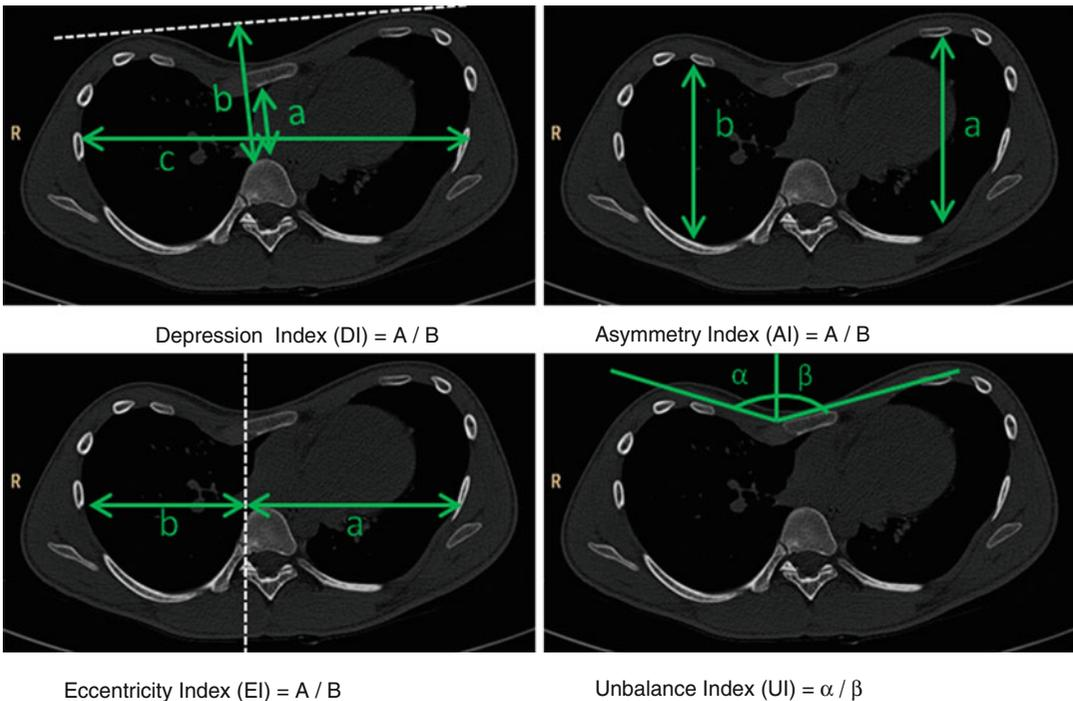 R b a c
R b a
Depression Index (DI) = A / B
Asymmetry Index (AI) = A / B
R b a
R α β
Eccentricity Index (EI) = A / B
Unbalance Index (UI) = α / β